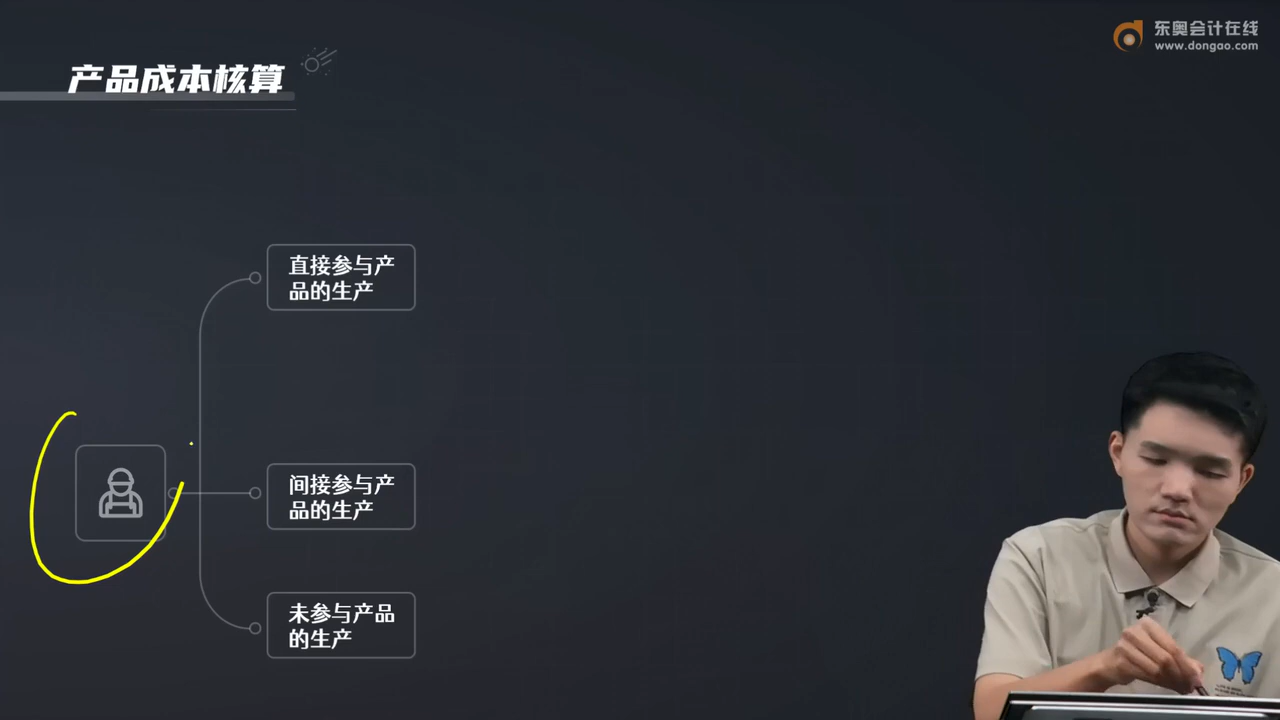 东奥会计在线
www.dongao.com
产品成本核算
直接参与产
品的生产
间接参与产
品的生产
未参与产品
的生产